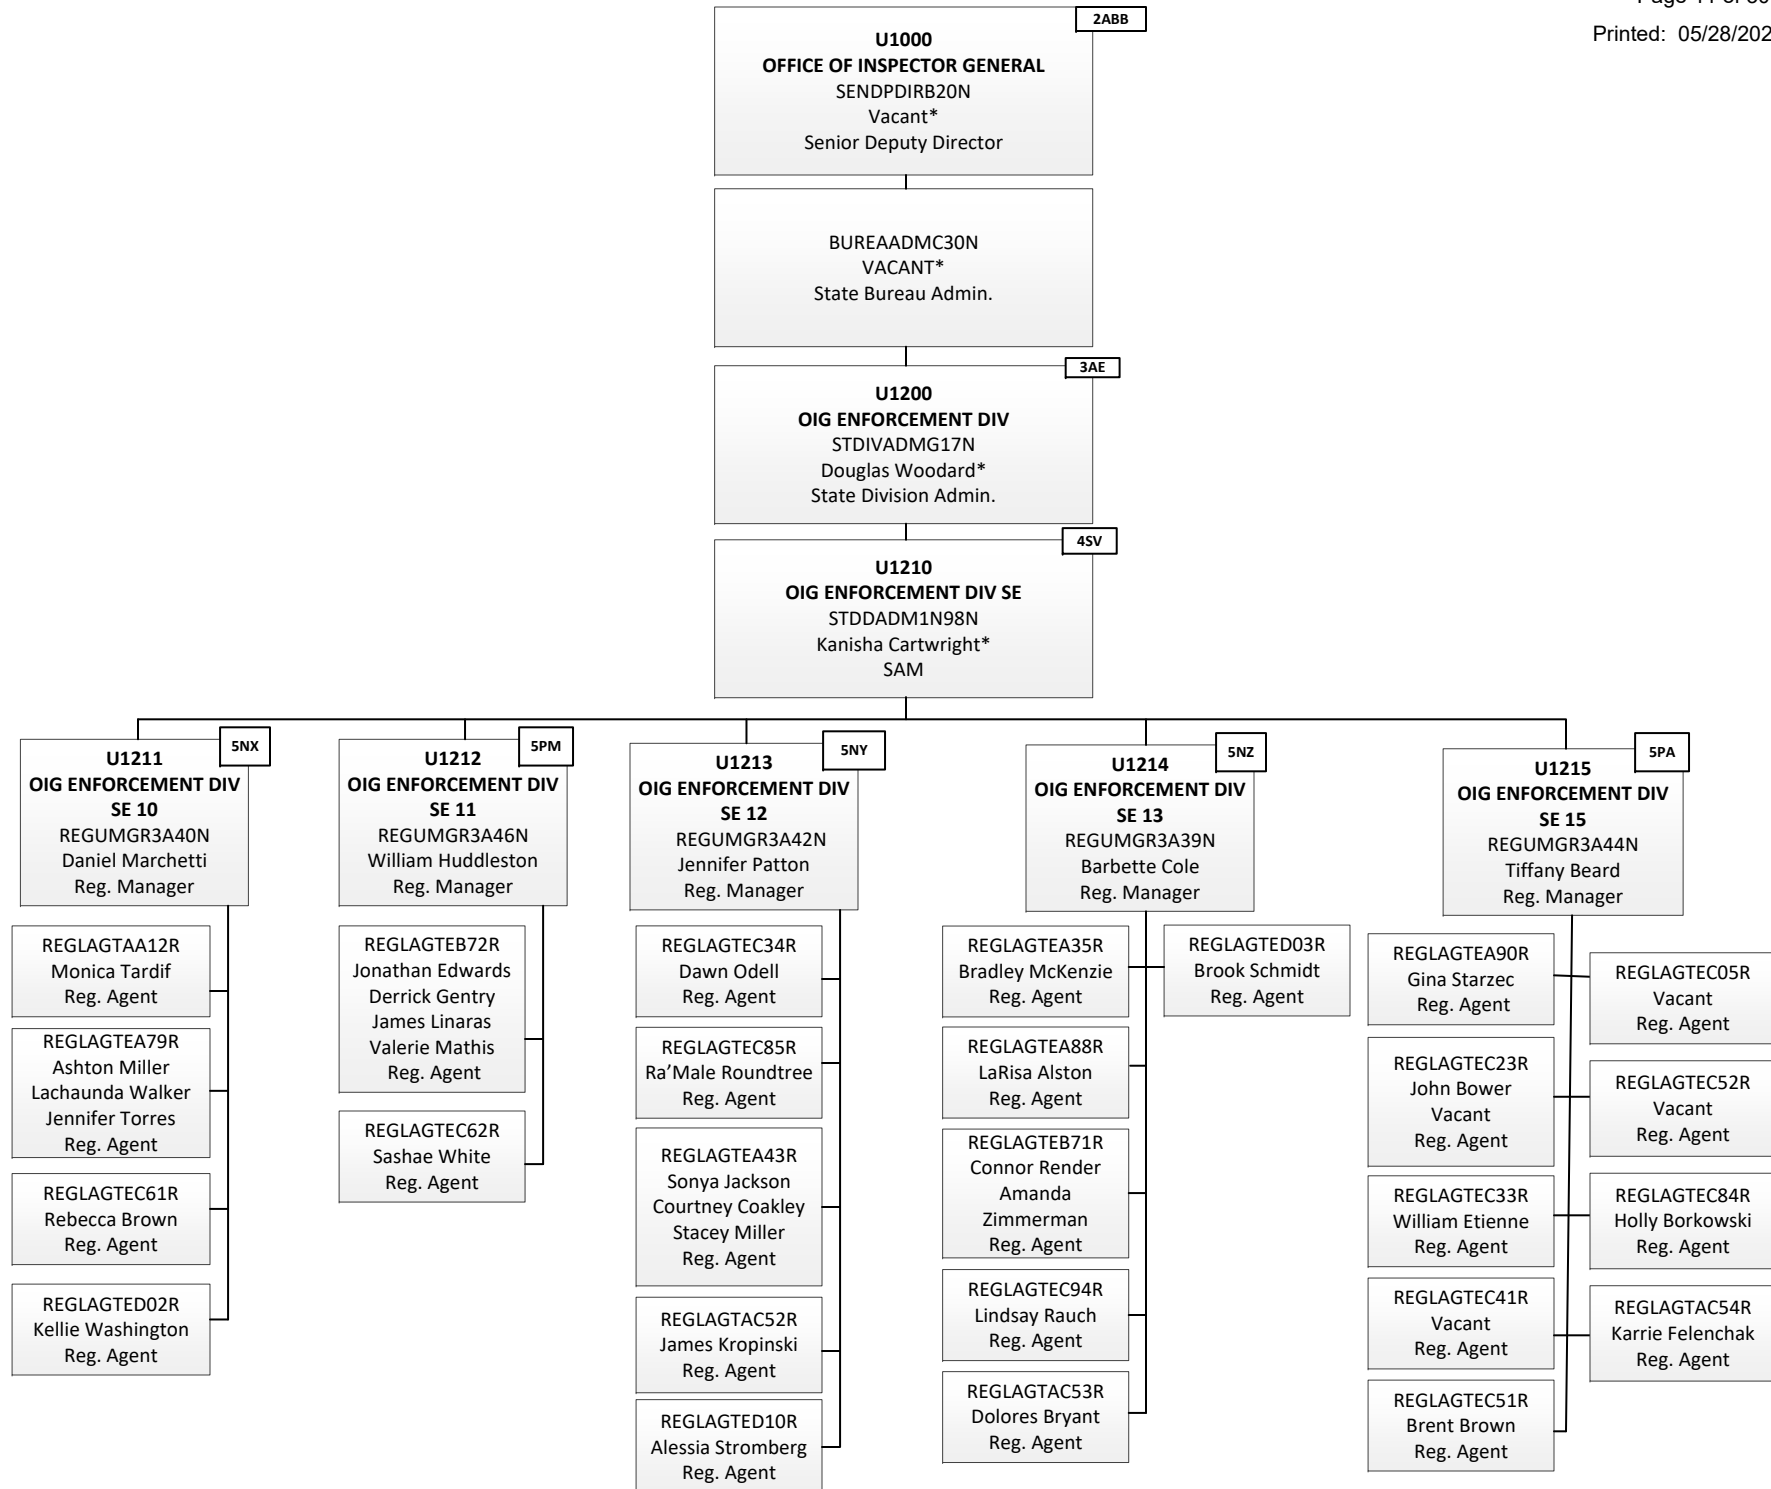 Printed: 05/28/202
2ABB
U1000
OFFICE OF INSPECTOR GENERAL
SENDPDIRB20N
Vacant*
Senior Deputy Director
BUREAADMC30N
VACANT*
State Bureau Admin.
3AE
U1200
OIG ENFORCEMENT DIV
STDIVADMG17N
Douglas Woodard*
State Division Admin.
4SV
U1210
OIG ENFORCEMENT DIV SE
STDDADM1N98N
Kanisha Cartwright*
SAM
5NX
U1211
OIG ENFORCEMENT DIV
SE 10
REGUMGR3A40N
Daniel Marchetti
Reg. Manager
REGLAGTAA12R
Monica Tardif
Reg. Agent
REGLAGTEA79R
Ashton Miller
Lachaunda Walker
Jennifer Torres
Reg. Agent
REGLAGTEC61R
Rebecca Brown
Reg. Agent
REGLAGTED02R
Kellie Washington
Reg. Agent
5PM
U1212
OIG ENFORCEMENT DIV
SE 11
REGUMGR3A46N
William Huddleston
Reg. Manager
REGLAGTEB72R
Jonathan Edwards
Derrick Gentry
James Linaras
Valerie Mathis
Reg. Agent
REGLAGTEC62R
Sashae White
Reg. Agent
5NY
U1213
OIG ENFORCEMENT DIV
SE 12
REGUMGR3A42N
Jennifer Patton
Reg. Manager
REGLAGTEC34R
Dawn Odell
Reg. Agent
REGLAGTEC85R
Ra’Male Roundtree
Reg. Agent
REGLAGTEA43R
Sonya Jackson
Courtney Coakley
Stacey Miller
Reg. Agent
REGLAGTAC52R
James Kropinski
Reg. Agent
REGLAGTED10R
Alessia Stromberg
Reg. Agent
5NZ
U1214
OIG ENFORCEMENT DIV
SE 13
REGUMGR3A39N
Barbette Cole
Reg. Manager
REGLAGTEA35R
Bradley McKenzie
Reg. Agent
REGLAGTED03R
Brook Schmidt
Reg. Agent
REGLAGTEA88R
LaRisa Alston
Reg. Agent
REGLAGTEB71R
Connor Render
Amanda
Zimmerman
Reg. Agent
REGLAGTEC94R
Lindsay Rauch
Reg. Agent
REGLAGTAC53R
Dolores Bryant
Reg. Agent
5PA
U1215
OIG ENFORCEMENT DIV
SE 15
REGUMGR3A44N
Tiffany Beard
Reg. Manager
REGLAGTEA90R
Gina Starzec
Reg. Agent
REGLAGTEC05R
Vacant
Reg. Agent
REGLAGTEC23R
John Bower
Vacant
Reg. Agent
REGLAGTEC52R
Vacant
Reg. Agent
REGLAGTEC33R
William Etienne
Reg. Agent
REGLAGTEC84R
Holly Borkowski
Reg. Agent
REGLAGTEC41R
Vacant
Reg. Agent
REGLAGTAC54R
Karrie Felenchak
Reg. Agent
REGLAGTEC51R
Brent Brown
Reg. Agent